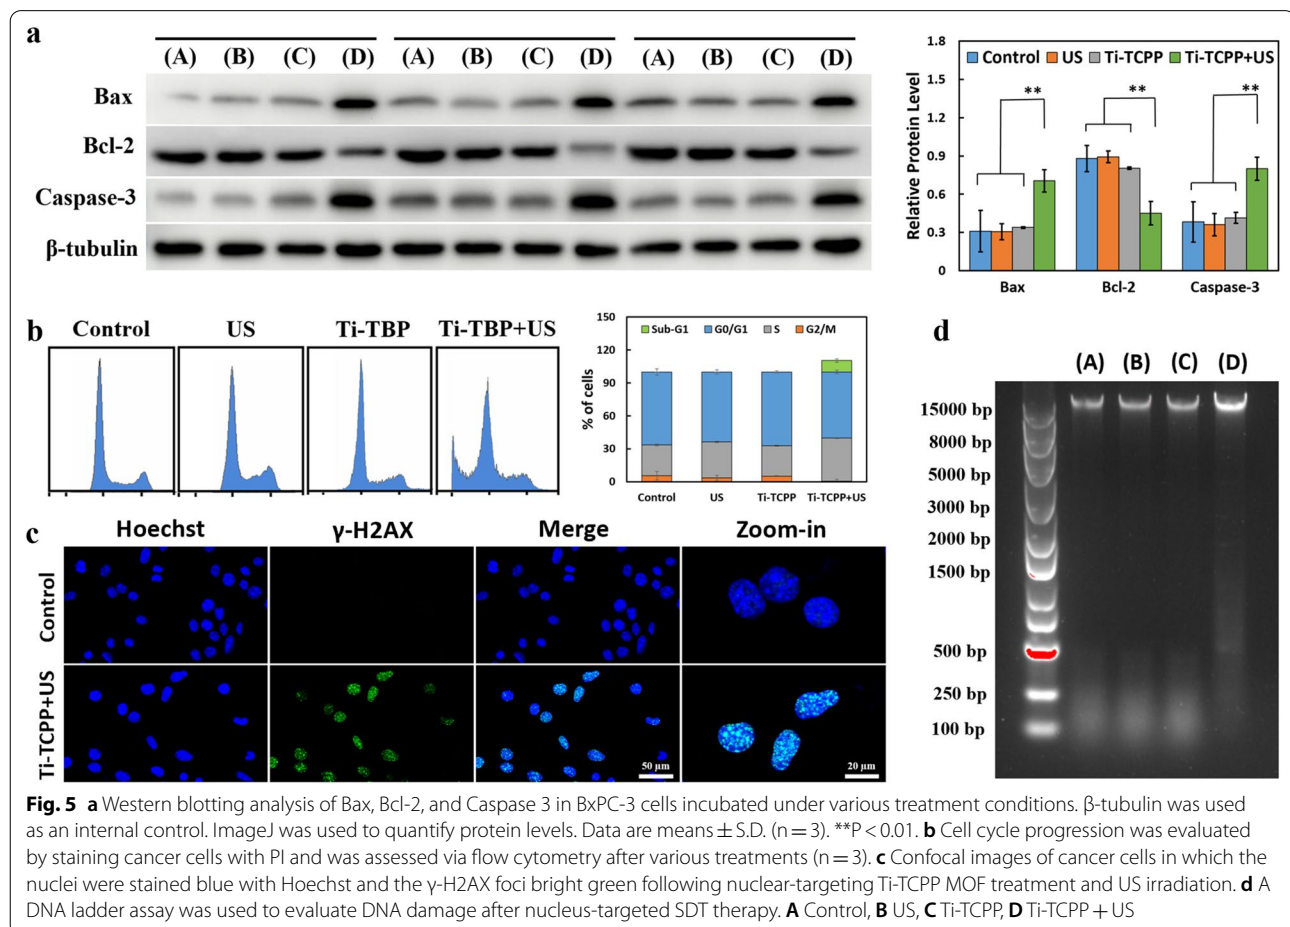 a
(A) (B) (C) (D) (A) (B) (C) (D) (A) (B) (C) (D)
Bax
Bcl-2
Caspase-3
β-tubulin
1.8
1.5
1.2
0.9
0.6
0.3
0
Relative Protein Level
Control US Ti-TCPP Ti-TCPP+US
** ** **
Bax Bcl-2 Caspase-3
b
Control US Ti-TBP Ti-TBP+US
150
120
90
60
30
0
% of cells
Sub-G1 G0/G1 S G2/M
Control US Ti-TCPP Ti-TCPP+US
c
Hoechst γ-H2AX Merge Zoom-in
Control
Ti-TCPP+US
50 µm 20 µm
d
(A) (B) (C) (D)
15000 bp
8000 bp
5000 bp
3000 bp
2000 bp
1500 bp
500 bp
250 bp
100 bp
Fig. 5 a Western blotting analysis of Bax, Bcl-2, and Caspase 3 in BxPC-3 cells incubated under various treatment conditions. β-tubulin was used
as an internal control. ImageJ was used to quantify protein levels. Data are means ± S.D. (n = 3). **P < 0.01. b Cell cycle progression was evaluated
by staining cancer cells with PI and was assessed via flow cytometry after various treatments (n = 3). c Confocal images of cancer cells in which the
nuclei were stained blue with Hoechst and the γ-H2AX foci bright green following nuclear-targeting Ti-TCPP MOF treatment and US irradiation. d A
DNA ladder assay was used to evaluate DNA damage after nucleus-targeted SDT therapy. A Control, B US, C Ti-TCPP, D Ti-TCPP + US